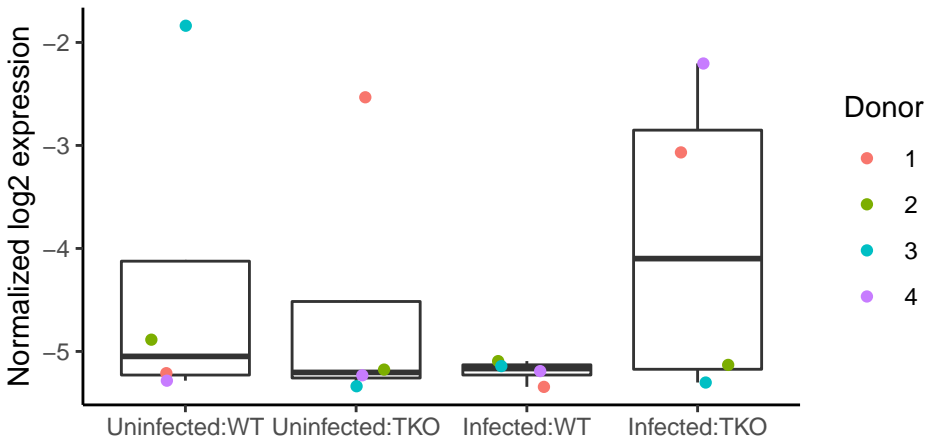 Normalized log2 expression
−2
−3
−4
−5
Uninfected:WT
Uninfected:TKO
Infected:WT
Infected:TKO
Donor
1
2
3
4